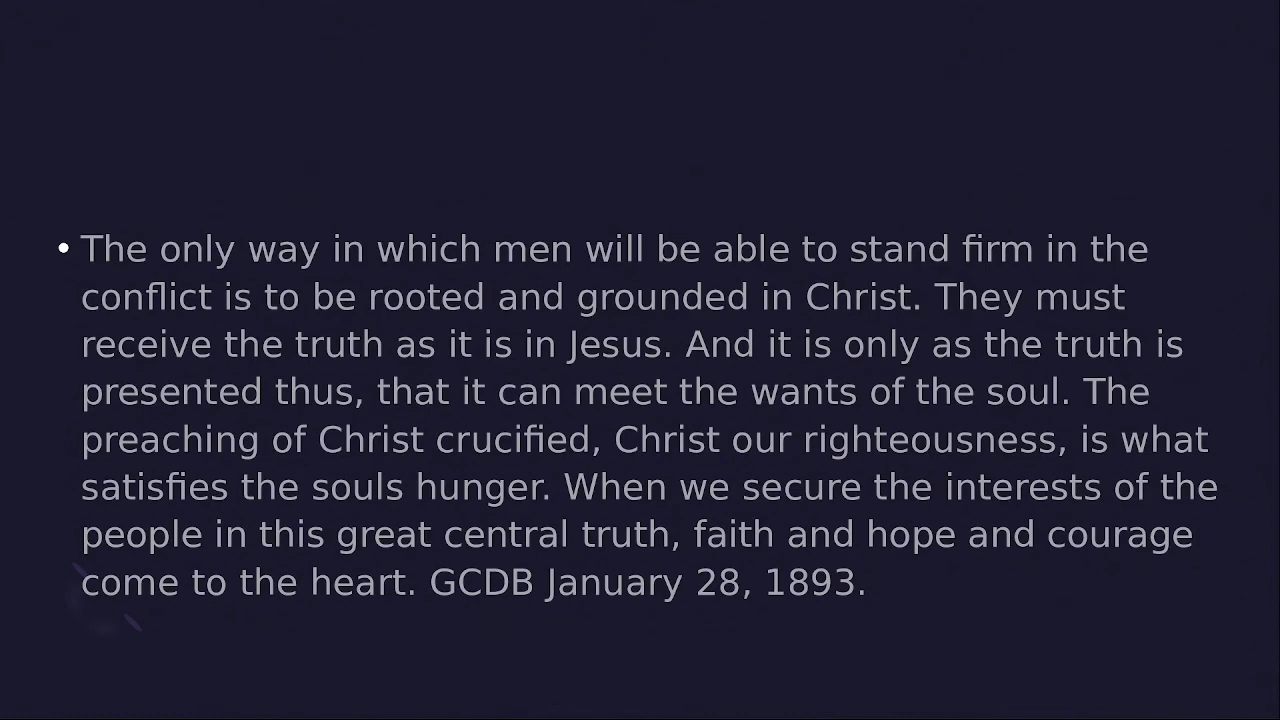 • The only way in which men will be able to stand firm in the
conflict is to be rooted and grounded in Christ. They must
receive the truth as it is in Jesus. And it is only as the truth is
presented thus, that it can meet the wants of the soul. The
preaching of Christ crucified, Christ our righteousness, is what
satisfies the souls hunger. When we secure the interests of the
people in this great central truth, faith and hope and courage
come to the heart. GCDB January 28, 1893.